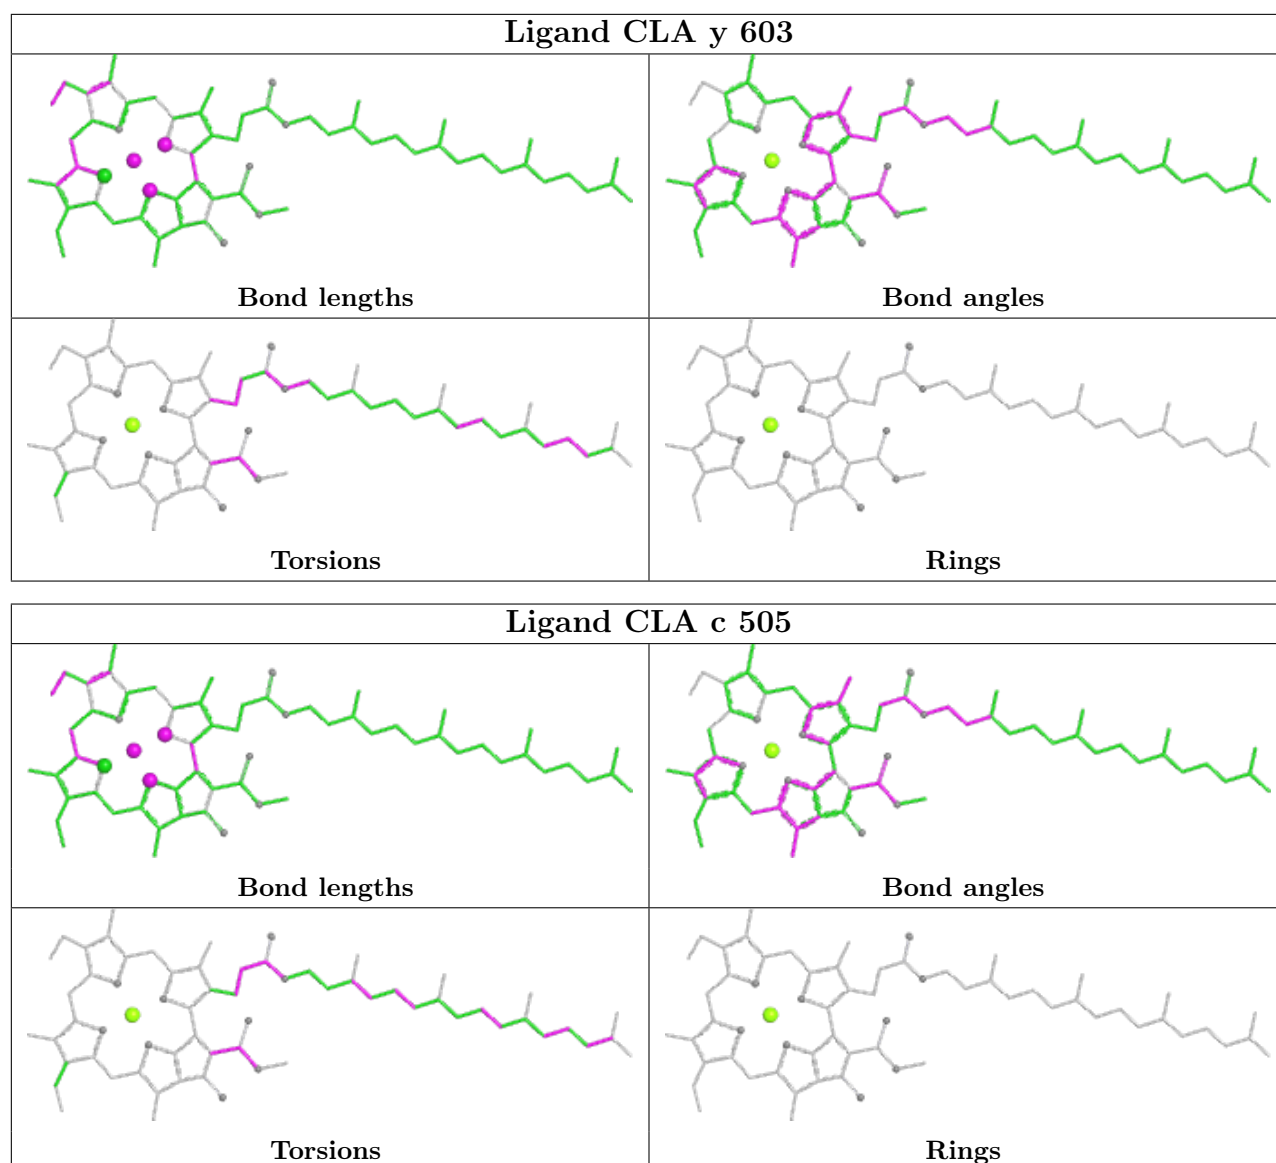 Ligand CLA y 603
Bond lengths
Bond angles
Torsions
Rings
Ligand CLA c 505
Bond lengths
Bond angles
Torsions
Rings